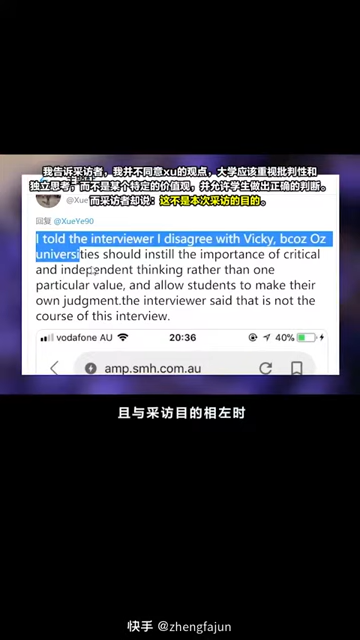 我告诉采访者，我并不同意xu的观点，大学应该重视批判性和
独立思考，而不是某个特定的价值观，并允许学生做出正确的判断。
而采访者却说：这不是本次采访的目的。
回复 @XueYe90
I told the interviewer I disagree with Vicky, bcoz Oz
universities should instill the importance of critical
and independent thinking rather than one
particular value, and allow students to make their
own judgment.the interviewer said that is not the
course of this interview.
vodafone AU
20:36
40%
amp.smh.com.au
且与采访目的相左时
快手 @zhengfajun